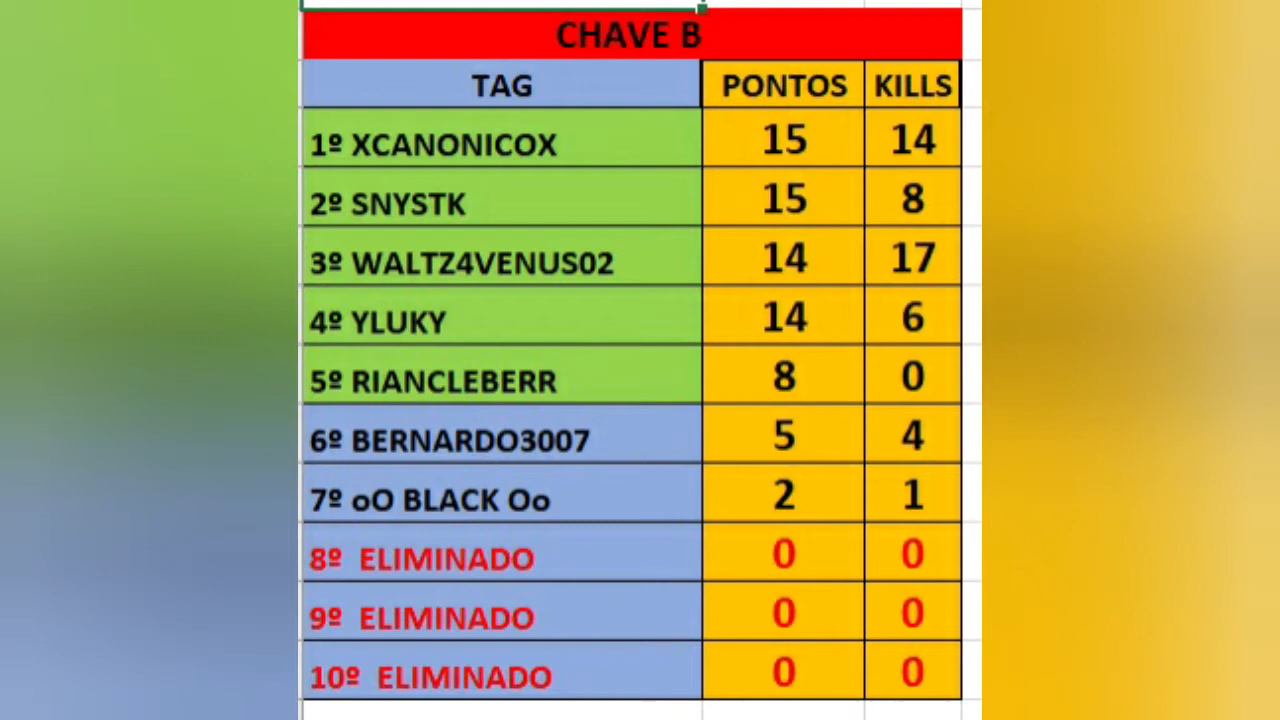 CHAVE B
TAG PONTOS KILLS
1º XCANONICOX 15 14
2º SNYSTK 15 8
3º WALTZ4VENUS02 14 17
4º YLUKY 14 6
5º RIANCLEBERR 8 0
6º BERNARDO3007 5 4
7º oO BLACK Oo 2 1
8º ELIMINADO 0 0
9º ELIMINADO 0 0
10º ELIMINADO 0 0